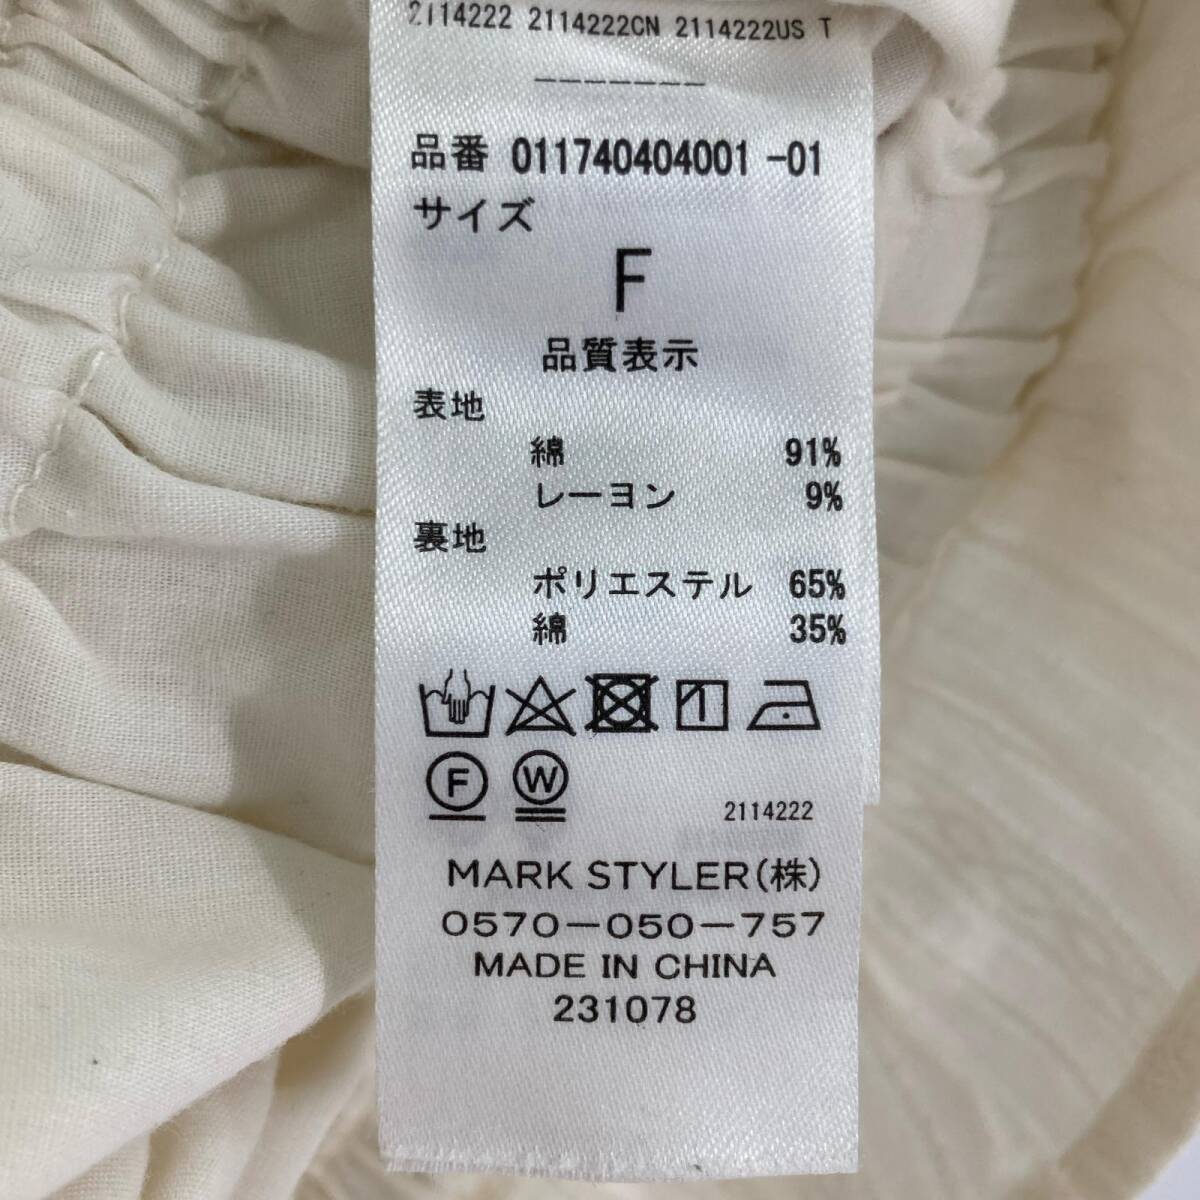 2114222 2114222CN 2114222US T
-------
品番 011740404001 -01
サイズ
F
品質表示
表地
綿 91%
レーヨン 9%
裏地
ポリエステル 65%
綿 35%
F W
2114222
MARK STYLER(株)
0570-050-757
MADE IN CHINA
231078